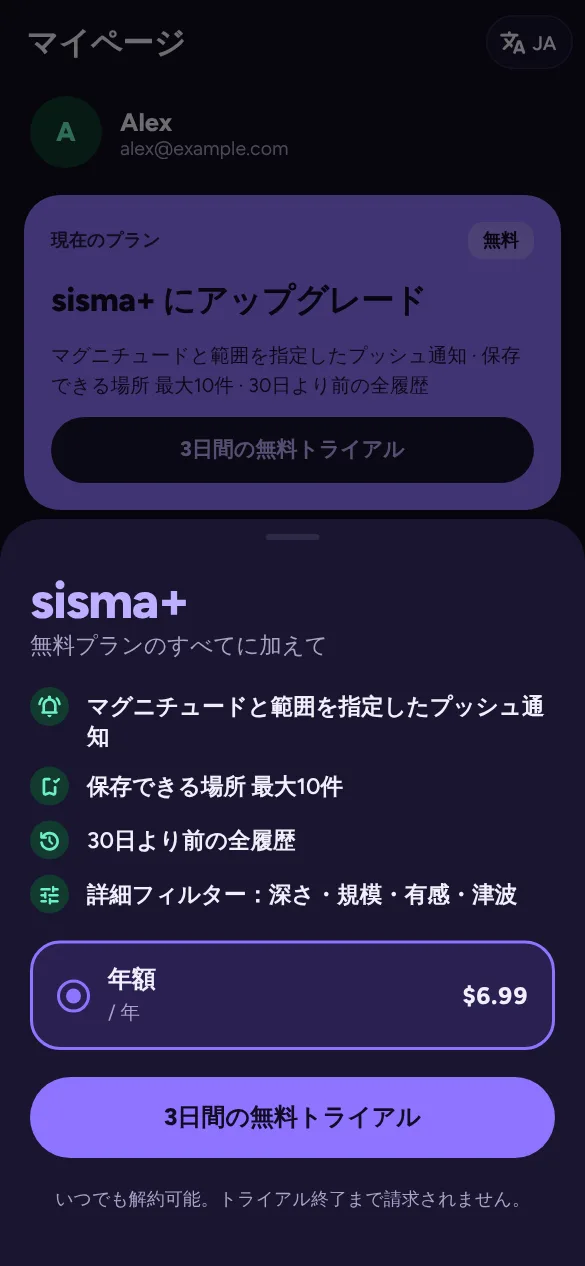 マイページ
JA
A
Alex
alex@example.com
現在のプラン
無料
sisma+ にアップグレード
マグニチュードと範囲を指定したプッシュ通知 · 保存
できる場所 最大10件 · 30日より前の全履歴
3日間の無料トライアル
sisma+
無料プランのすべてに加えて
マグニチュードと範囲を指定したプッシュ通
知
保存できる場所 最大10件
30日より前の全履歴
詳細フィルター：深さ・規模・有感・津波
年額
/ 年
$6.99
3日間の無料トライアル
いつでも解約可能。トライアル終了まで請求されません。